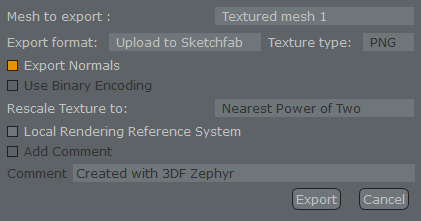 Mesh to export : Textured mesh 1
Export format: Upload to Sketchfab Texture type: PNG
Export Normals
Use Binary Encoding
Rescale Texture to: Nearest Power of Two
Local Rendering Reference System
Add Comment
Comment Created with 3DF Zephyr
Export Cancel